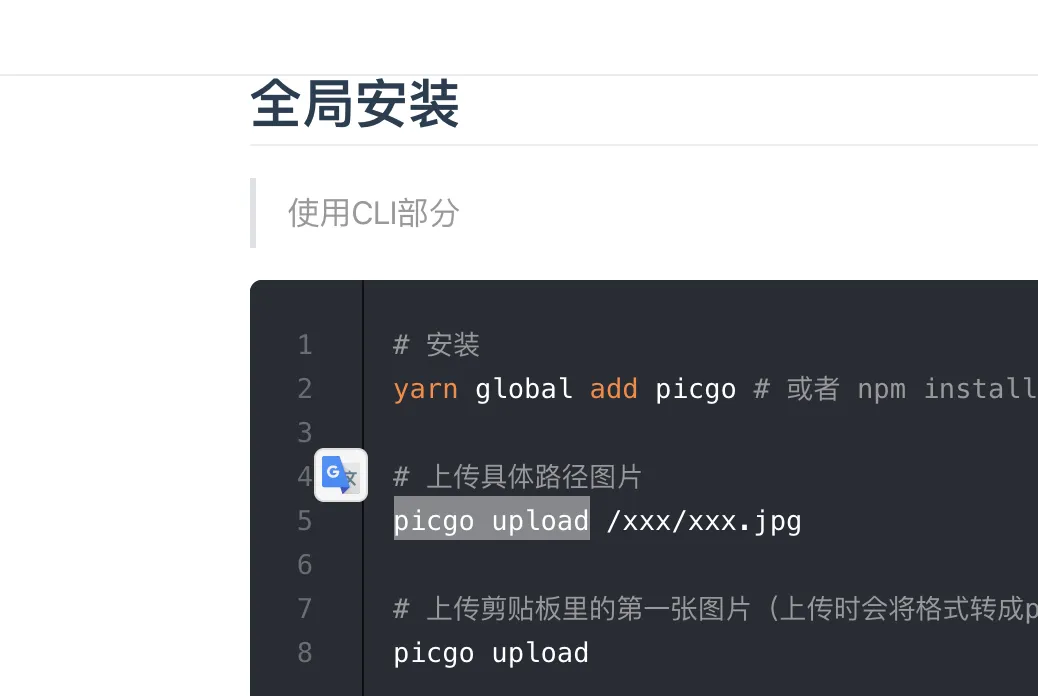 全局安装
使用CLI部分
1 # 安装
2 yarn global add picgo # 或者 npm install
3
4 # 上传具体路径图片
5 picgo upload /xxx/xxx.jpg
6
7 # 上传剪贴板里的第一张图片（上传时会将格式转成p
8 picgo upload
G文